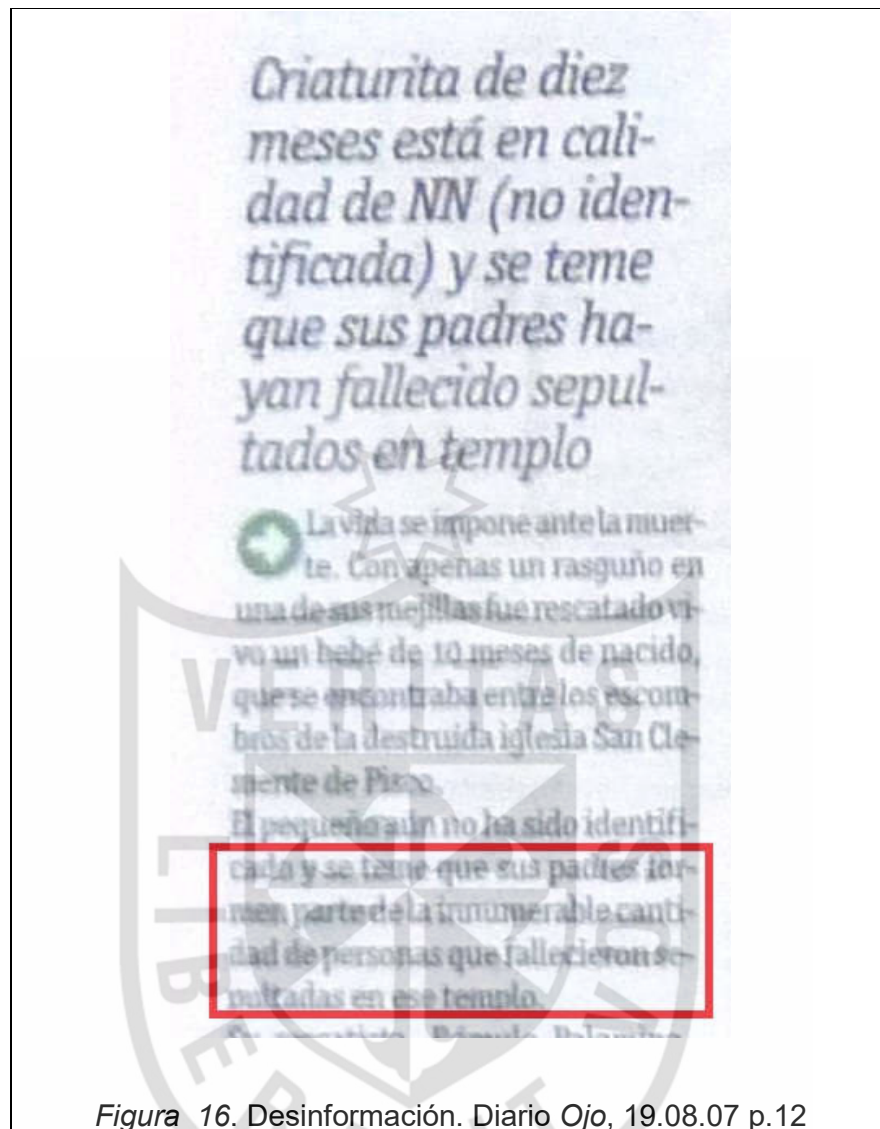 Criaturita de diez
meses está en cali-
dad de NN (no iden-
tificada) y se teme
que sus padres ha-
yan fallecido sepul-
tados en templo
La vida se impone ante la muer-
te. Con apenas un rasguño en
una de sus mejillas fue rescatado vi-
vo un bebé de 10 meses de nacido,
que se encontraba entre los escom-
bros de la destruida iglesia San Cle-
mente de Pisco.
El pequeño aún no ha sido identifi-
cado y se teme que sus padres for-
men parte de la innumerable canti-
dad de personas que fallecieron se-
pultadas en ese templo.
VERITAS
LIBE
Figura 16. Desinformación. Diario Ojo, 19.08.07 p.12